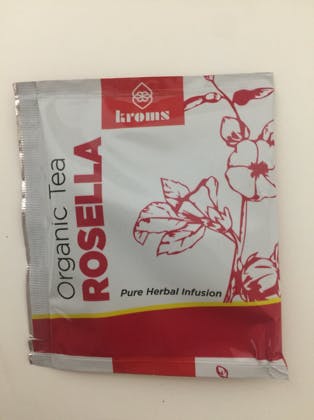 kroms
Organic Tea
ROSELLA
Pure Herbal Infusion